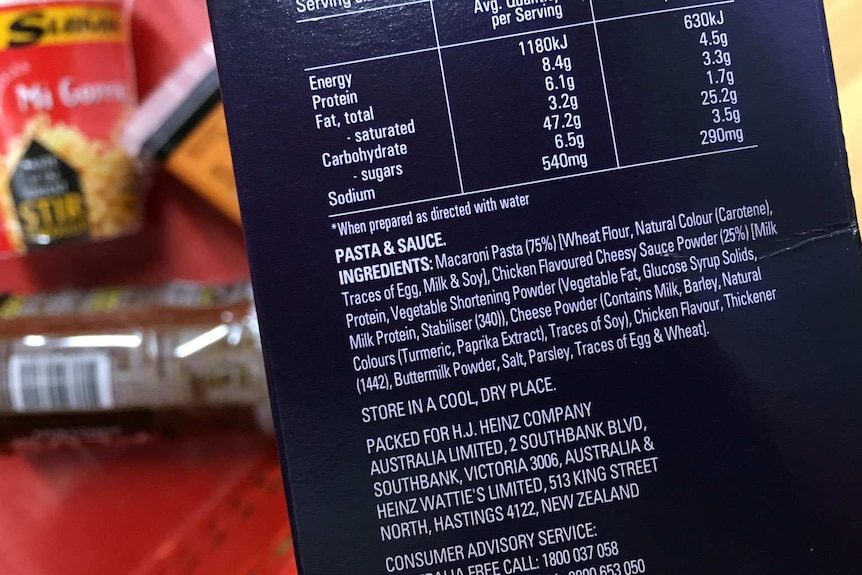 Serving
Avg. Quantity
per Serving
1180kJ 630kJ
Energy 8.4g 4.5g
Protein 6.1g 3.3g
Fat, total 3.2g 1.7g
- saturated 47.2g 25.2g
Carbohydrate 6.5g 3.5g
- sugars 540mg 290mg
Sodium
*When prepared as directed with water
PASTA & SAUCE.
INGREDIENTS: Macaroni Pasta (75%) [Wheat Flour, Natural Colour (Carotene),
Traces of Egg, Milk & Soy], Chicken Flavoured Cheesy Sauce Powder (25%) [Milk
Protein, Vegetable Shortening Powder (Vegetable Fat, Glucose Syrup Solids,
Milk Protein, Stabiliser (340)), Cheese Powder (Contains Milk, Barley, Natural
Colours (Turmeric, Paprika Extract), Traces of Soy), Chicken Flavour, Thickener
(1442), Buttermilk Powder, Salt, Parsley, Traces of Egg & Wheat].
STORE IN A COOL, DRY PLACE.
PACKED FOR H.J. HEINZ COMPANY
AUSTRALIA LIMITED, 2 SOUTHBANK BLVD,
SOUTHBANK, VICTORIA 3006, AUSTRALIA &
HEINZ WATTIE'S LIMITED, 513 KING STREET
NORTH, HASTINGS 4122, NEW ZEALAND
CONSUMER ADVISORY SERVICE:
FREE CALL: 1800 037 058
0800 653 050
Mi Goreng
STIR